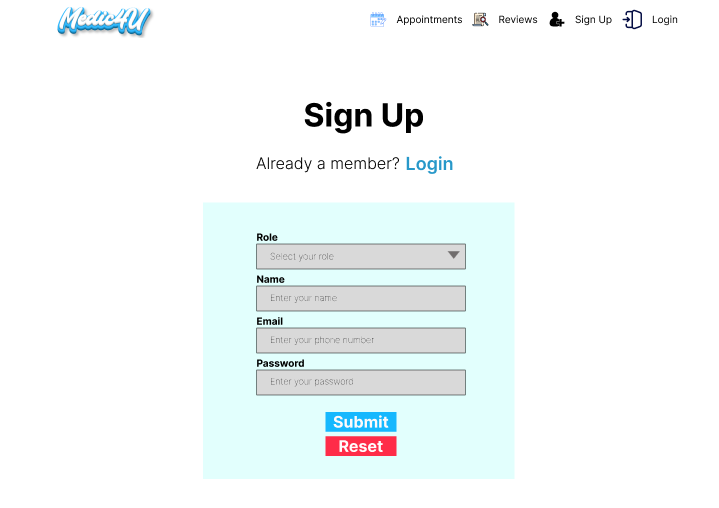 Medic4U
Appointments Reviews Sign Up Login
Sign Up
Already a member? Login
Role
Select your role
Name
Enter your name
Email
Enter your phone number
Password
Enter your password
Submit
Reset